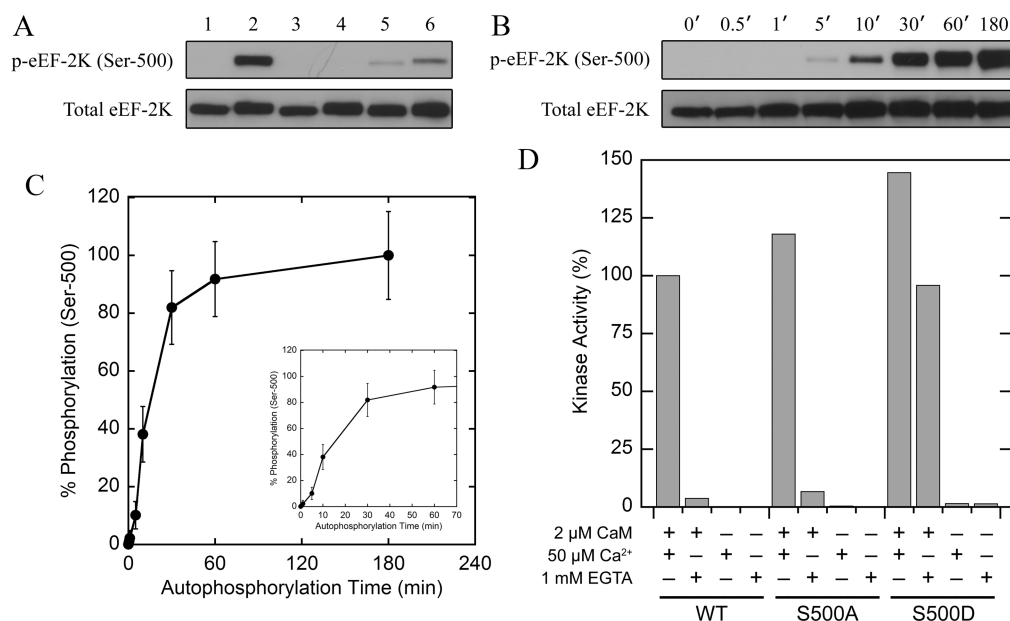 A
1 2 3 4 5 6
p-eEF-2K (Ser-500)
Total eEF-2K
B
0′ 0.5′ 1′ 5′ 10′ 30′ 60′ 180
p-eEF-2K (Ser-500)
Total eEF-2K
C
% Phosphorylation (Ser-500)
120
100
80
60
40
20
0
0 60 120 180 240
Autophosphorylation Time (min)
% Phosphorylation (Ser-500)
120
100
80
60
40
20
0
0 10 20 30 40 50 60 70
Autophosphorylation Time (min)
D
Kinase Activity (%)
150
125
100
75
50
25
0
2 µM CaM + + – – + + – – + + – –
50 µM Ca²⁺ + – + – + – + – + – + –
1 mM EGTA – + – + – + – + – + – +
WT S500A S500D